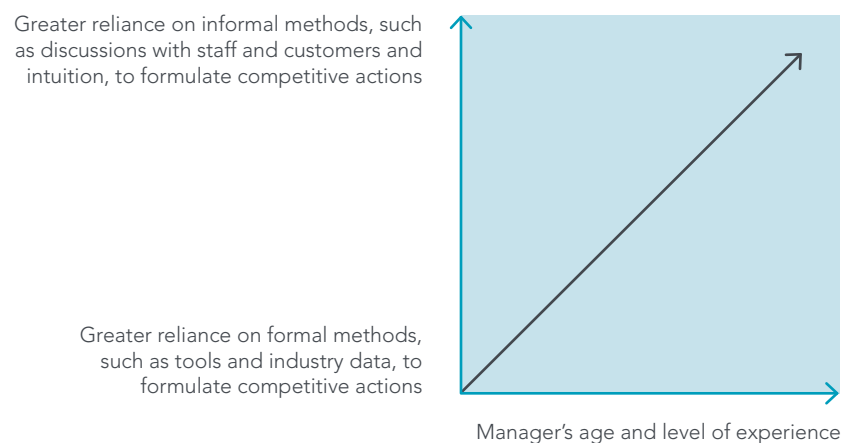 Greater reliance on informal methods, such
as discussions with staff and customers and
intuition, to formulate competitive actions
Greater reliance on formal methods,
such as tools and industry data, to
formulate competitive actions
Manager’s age and level of experience